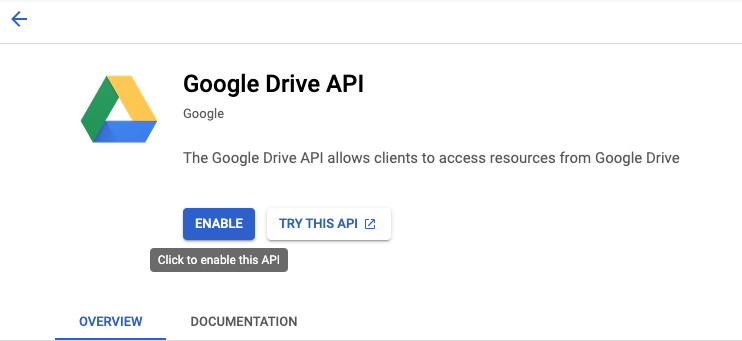 Google Drive API
Google
The Google Drive API allows clients to access resources from Google Drive
ENABLE
TRY THIS API
Click to enable this API
OVERVIEW
DOCUMENTATION